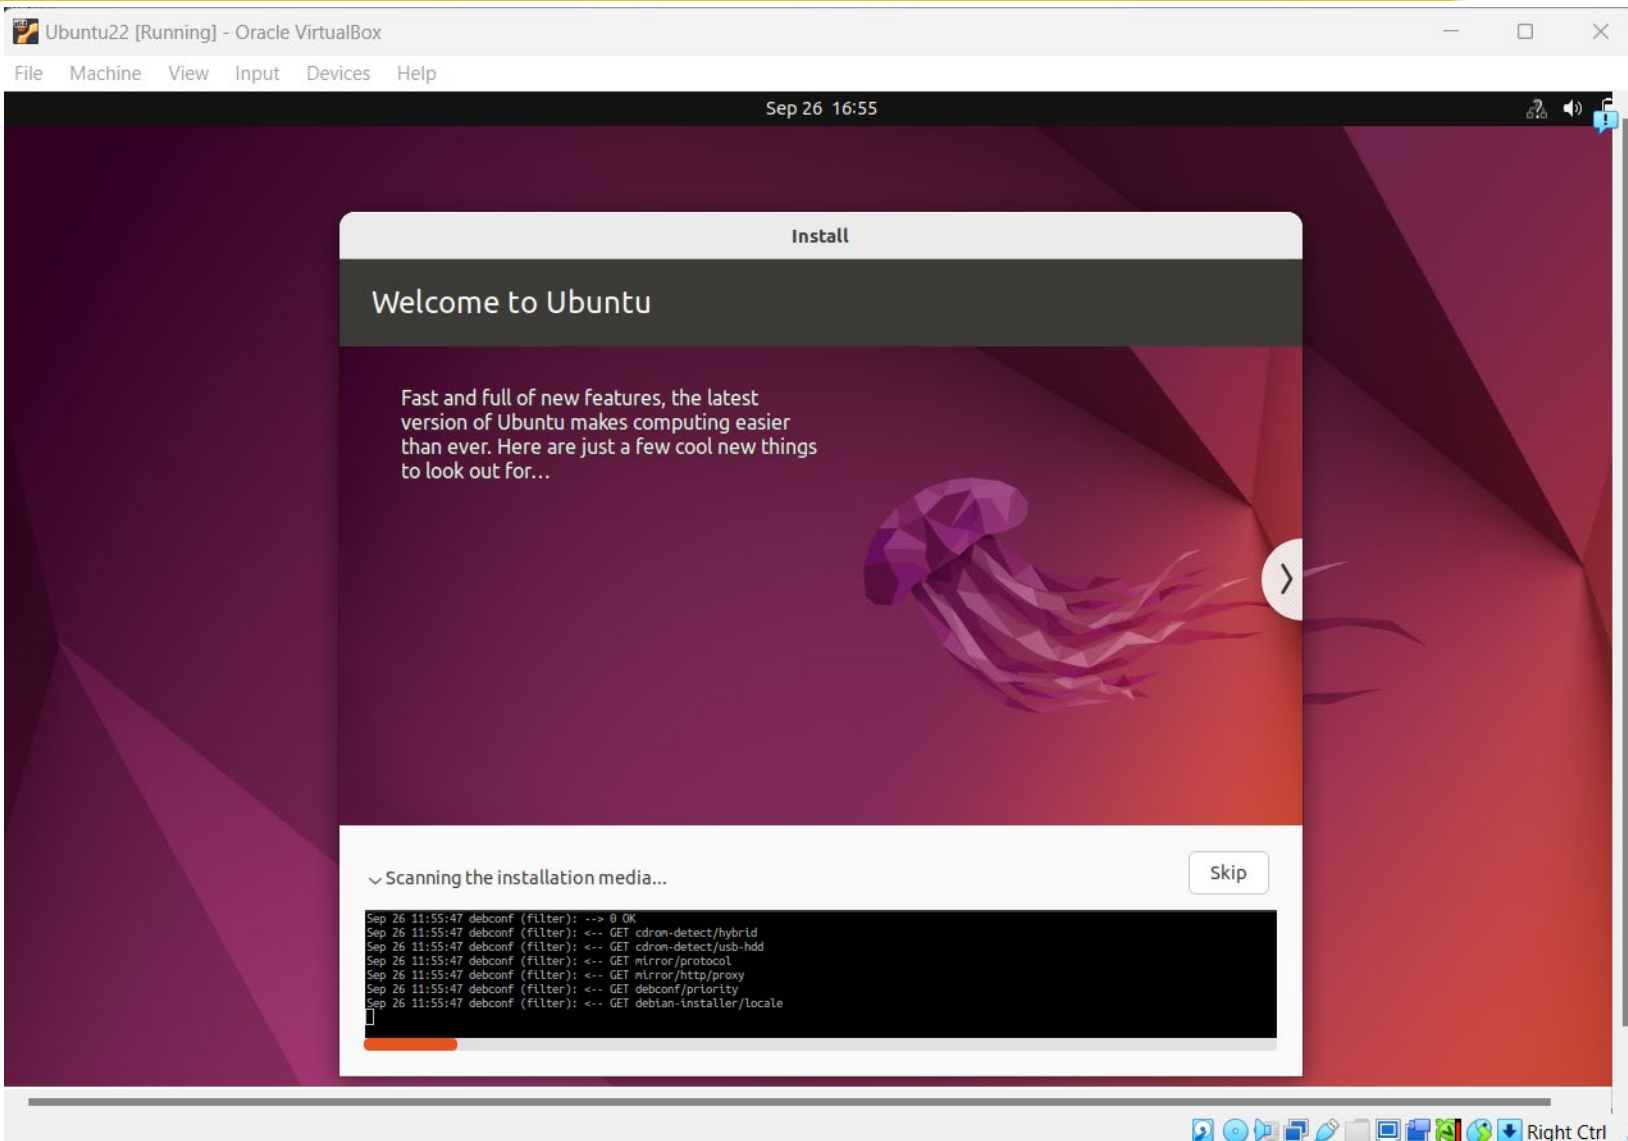 Ubuntu22 [Running] - Oracle VirtualBox
File Machine View Input Devices Help
Sep 26 16:55
Install
Welcome to Ubuntu
Fast and full of new features, the latest
version of Ubuntu makes computing easier
than ever. Here are just a few cool new things
to look out for...
Scanning the installation media...
Skip
Sep 26 11:55:47 debconf (filter): --> 0 OK
Sep 26 11:55:47 debconf (filter): <-- GET cdrom-detect/hybrid
Sep 26 11:55:47 debconf (filter): <-- GET cdrom-detect/usb-hdd
Sep 26 11:55:47 debconf (filter): <-- GET mirror/protocol
Sep 26 11:55:47 debconf (filter): <-- GET mirror/http/proxy
Sep 26 11:55:47 debconf (filter): <-- GET debconf/priority
Sep 26 11:55:47 debconf (filter): <-- GET debian-installer/locale
Right Ctrl